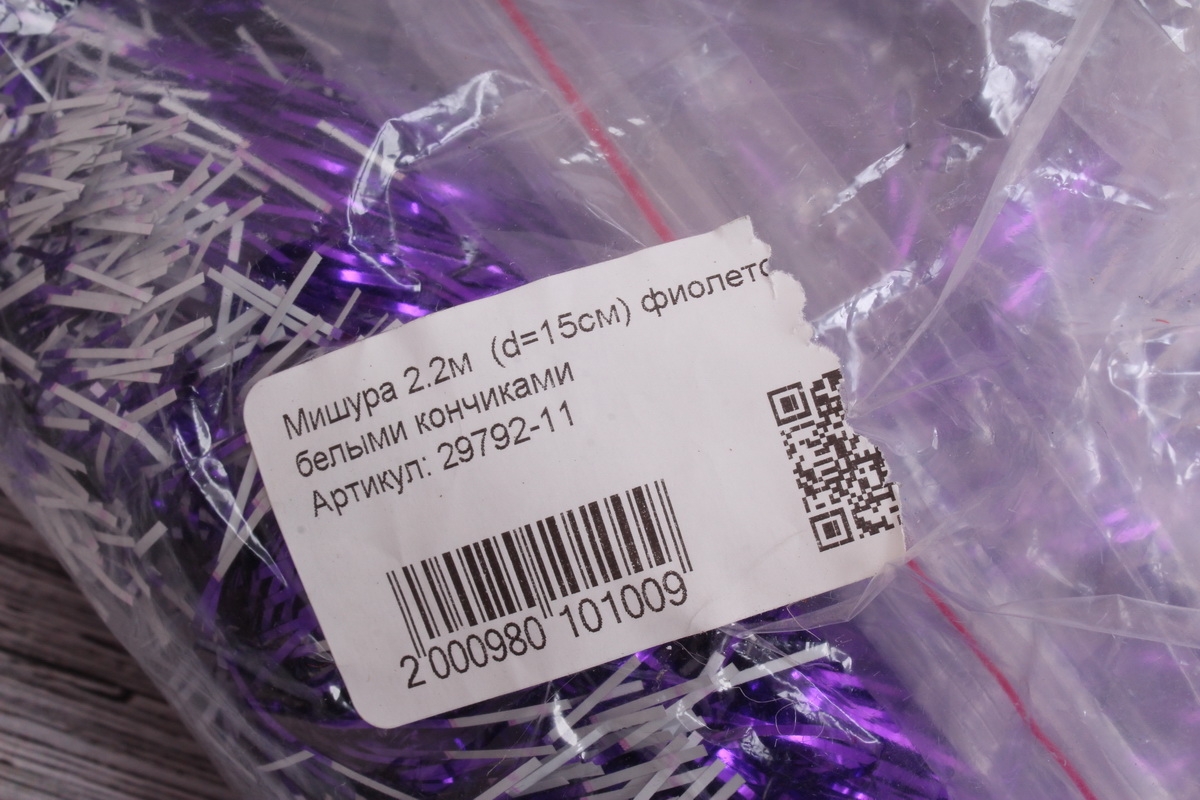 Мишура 2.2м (d=15см) фиолето
белыми кончиками
Артикул: 29792-11
2 000980 101009